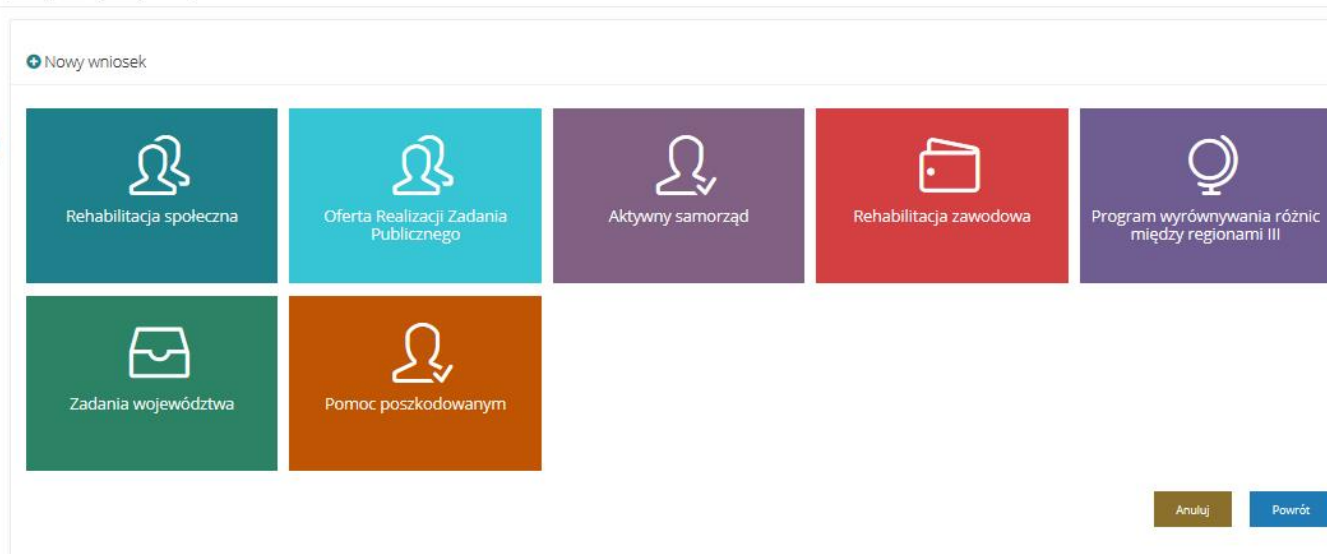 Nowy wniosek
Rehabilitacja społeczna
Oferta Realizacji Zadania
Publicznego
Aktywny samorząd
Rehabilitacja zawodowa
Program wyrównywania różnic
między regionami III
Zadania województwa
Pomoc poszkodowanym
Anuluj
Powrót